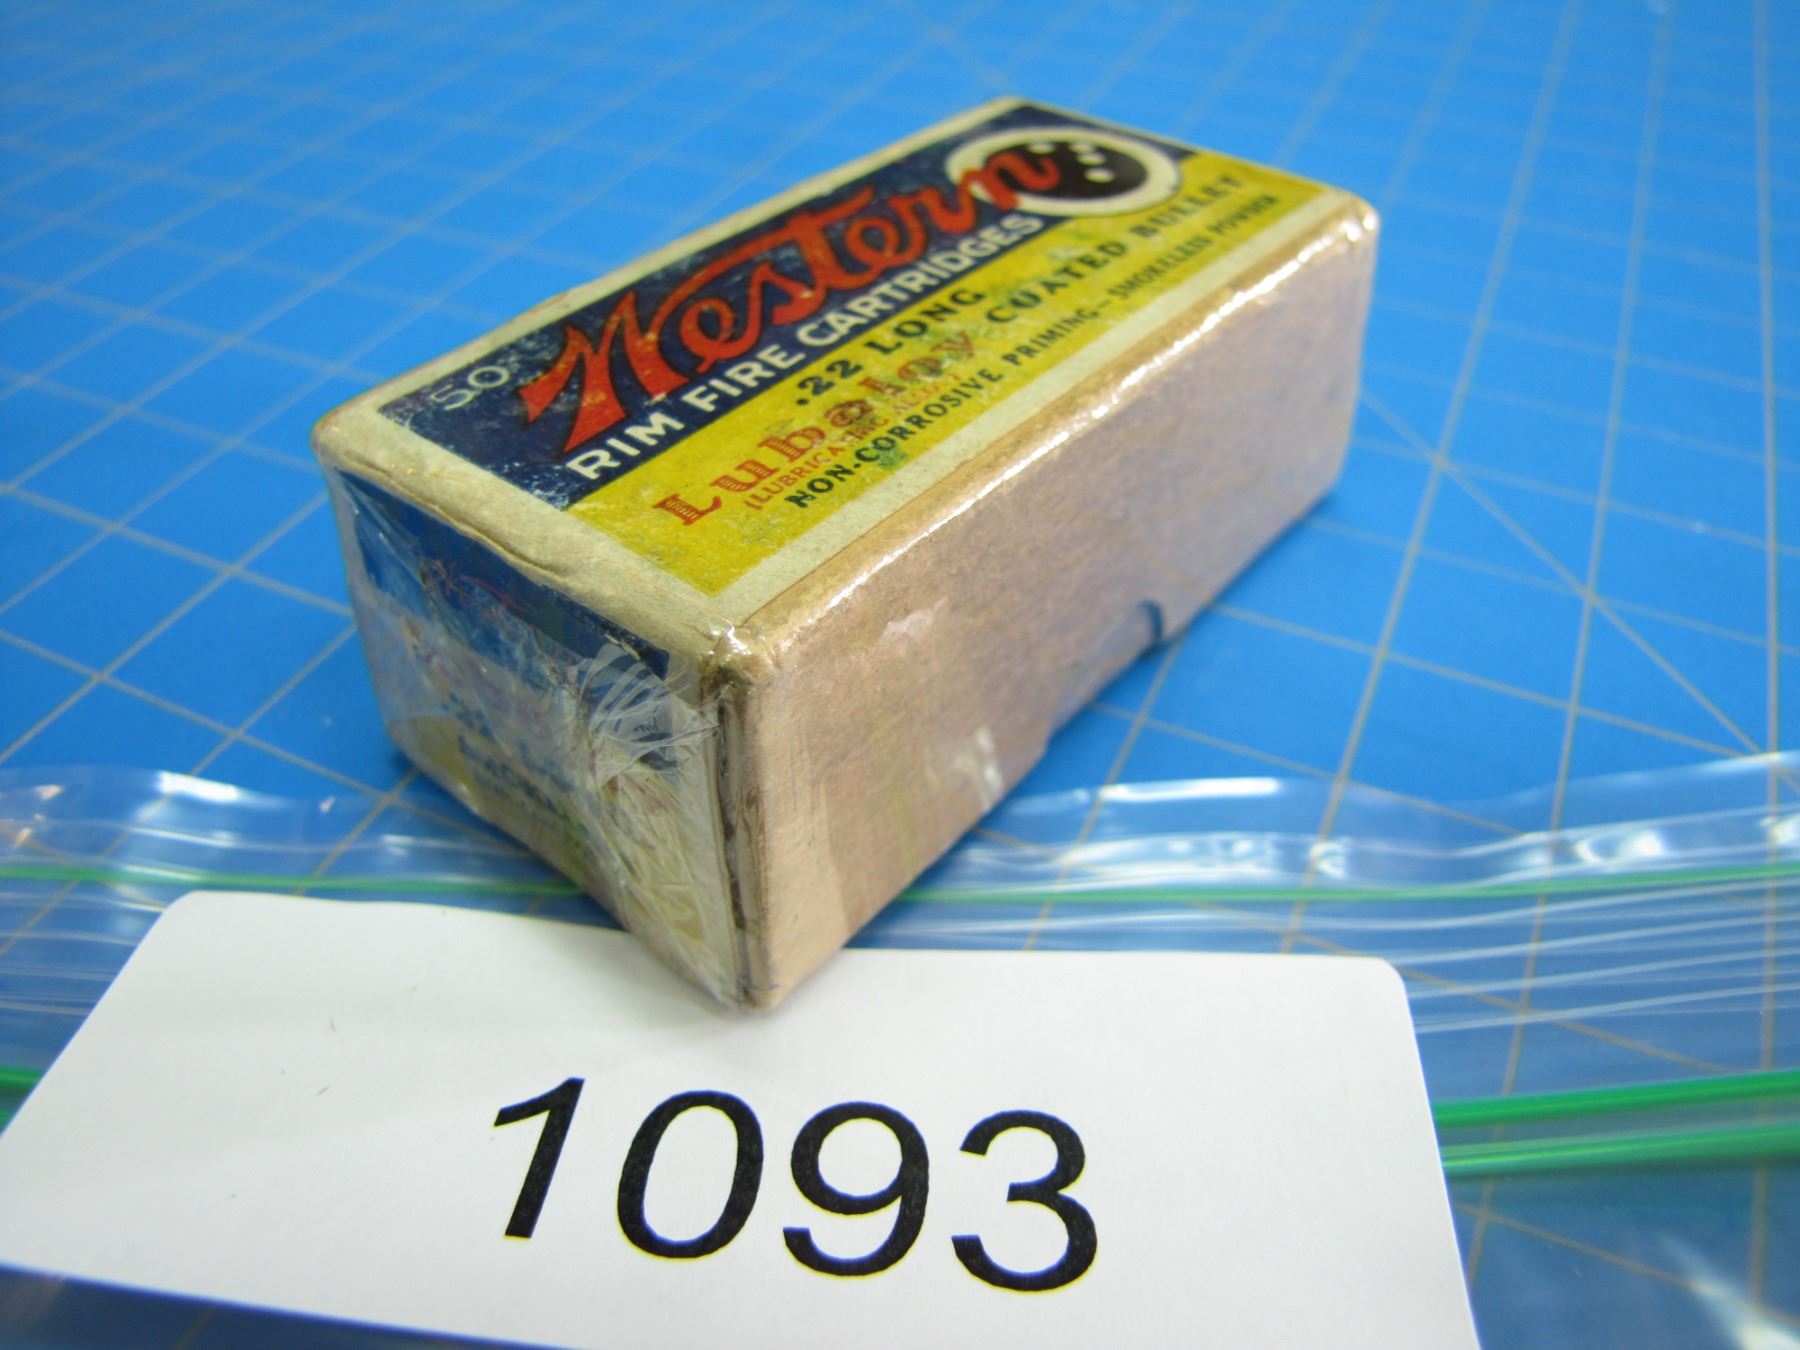 50
Western
RIM FIRE CARTRIDGES
.22 LONG
Lubaloy COATED BULLET
NON-CORROSIVE PRIMING — SMOKELESS POWDER
1093